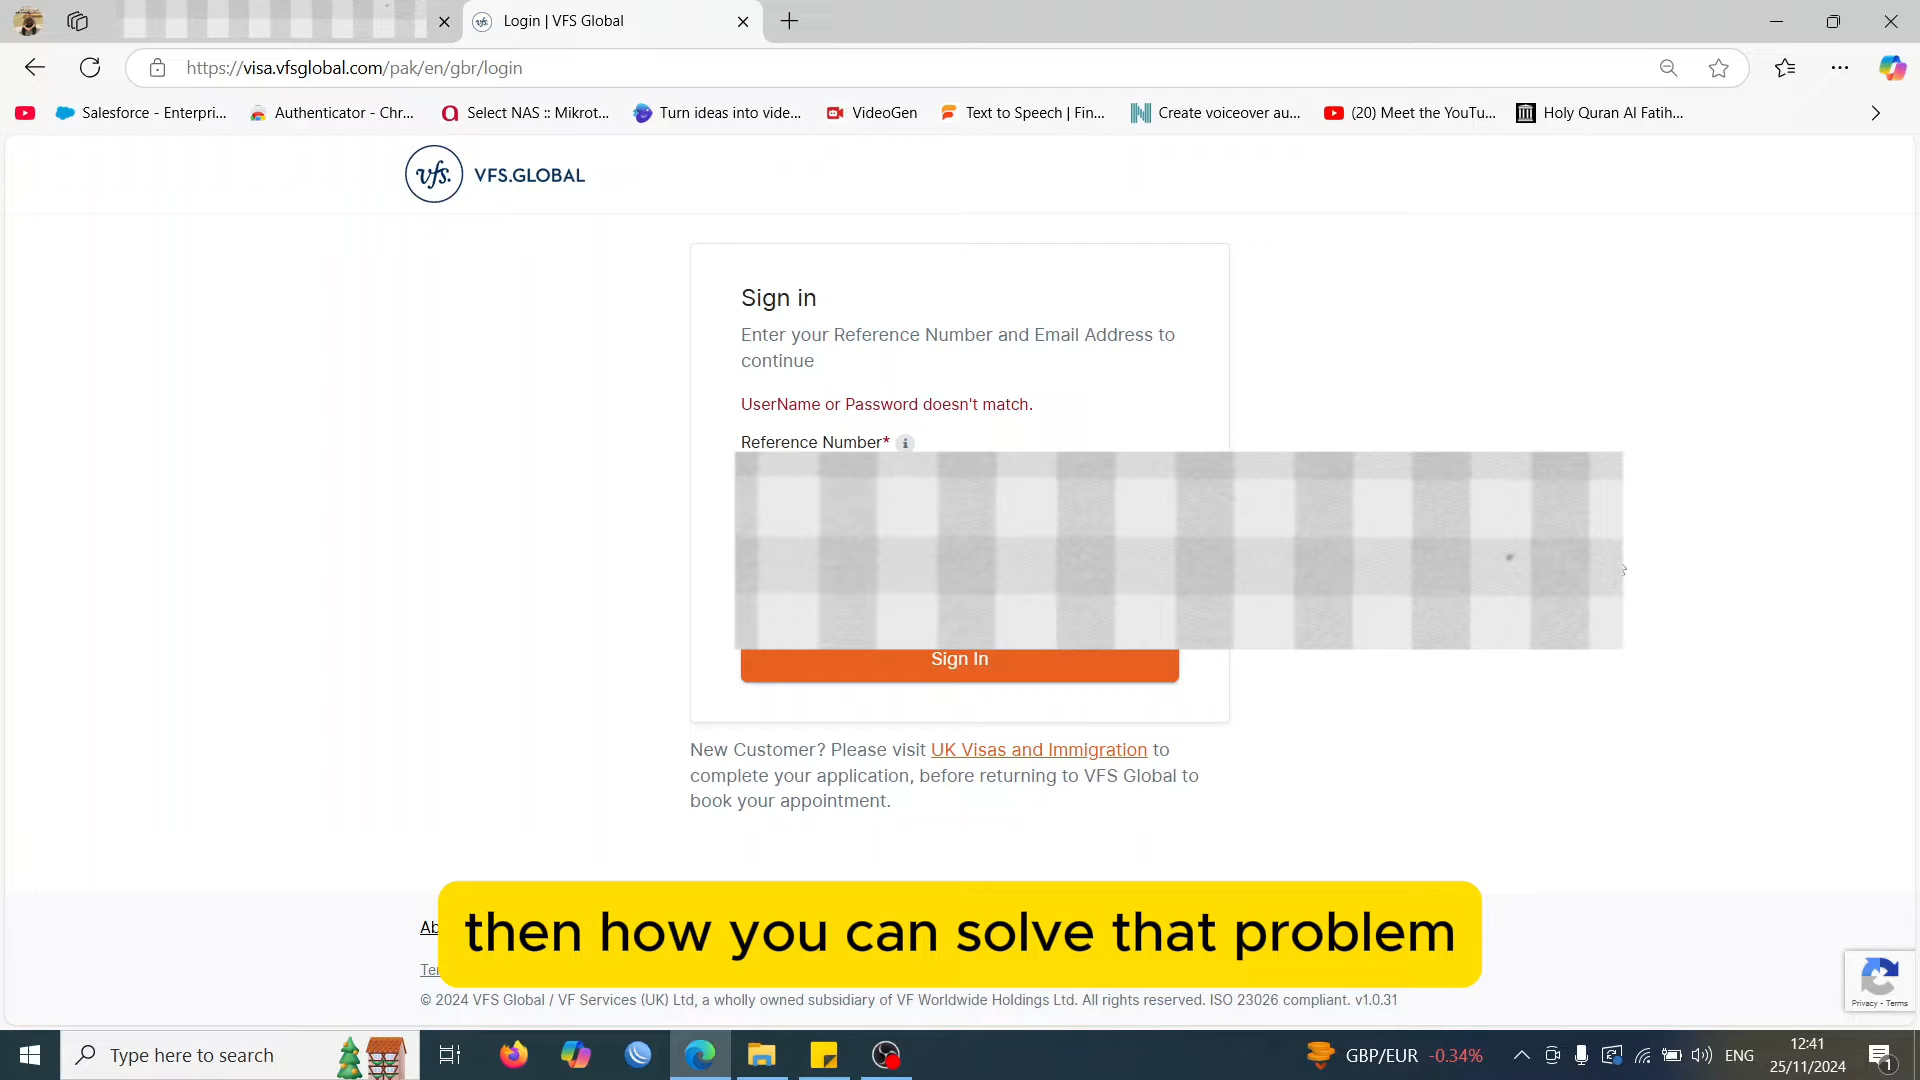 Login | VFS Global
https://visa.vfsglobal.com/pak/en/gbr/login
Salesforce - Enterpri...
Authenticator - Chr...
Select NAS :: Mikrot...
Turn ideas into vide...
VideoGen
Text to Speech | Fin...
Create voiceover au...
(20) Meet the YouTu...
Holy Quran Al Fatih...
vfs.
VFS.GLOBAL
Sign in
Enter your Reference Number and Email Address to
continue
UserName or Password doesn't match.
Reference Number*
Sign In
New Customer? Please visit UK Visas and Immigration to
complete your application, before returning to VFS Global to
book your appointment.
then how you can solve that problem
© 2024 VFS Global / VF Services (UK) Ltd, a wholly owned subsidiary of VF Worldwide Holdings Ltd. All rights reserved. ISO 23026 compliant. v1.0.31
Privacy - Terms
Type here to search
GBP/EUR -0.34%
ENG
12:41
25/11/2024
1